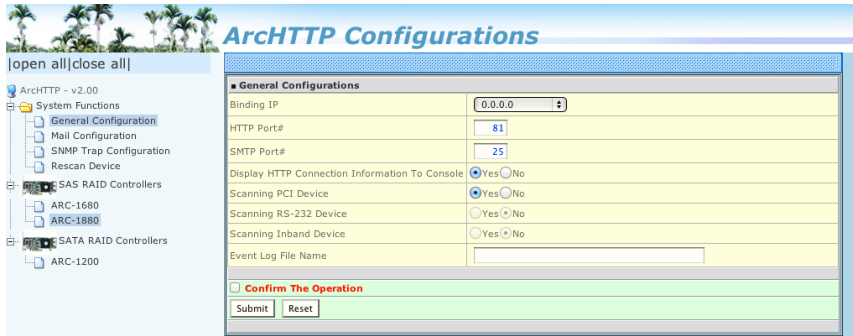 ArcHTTP Configurations
|open all|close all|
ArcHTTP - v2.00
System Functions
General Configuration
Mail Configuration
SNMP Trap Configuration
Rescan Device
SAS RAID Controllers
ARC-1680
ARC-1880
SATA RAID Controllers
ARC-1200
General Configurations
Binding IP 0.0.0.0
HTTP Port# 81
SMTP Port# 25
Display HTTP Connection Information To Console Yes No
Scanning PCI Device Yes No
Scanning RS-232 Device Yes No
Scanning Inband Device Yes No
Event Log File Name
Confirm The Operation
Submit Reset